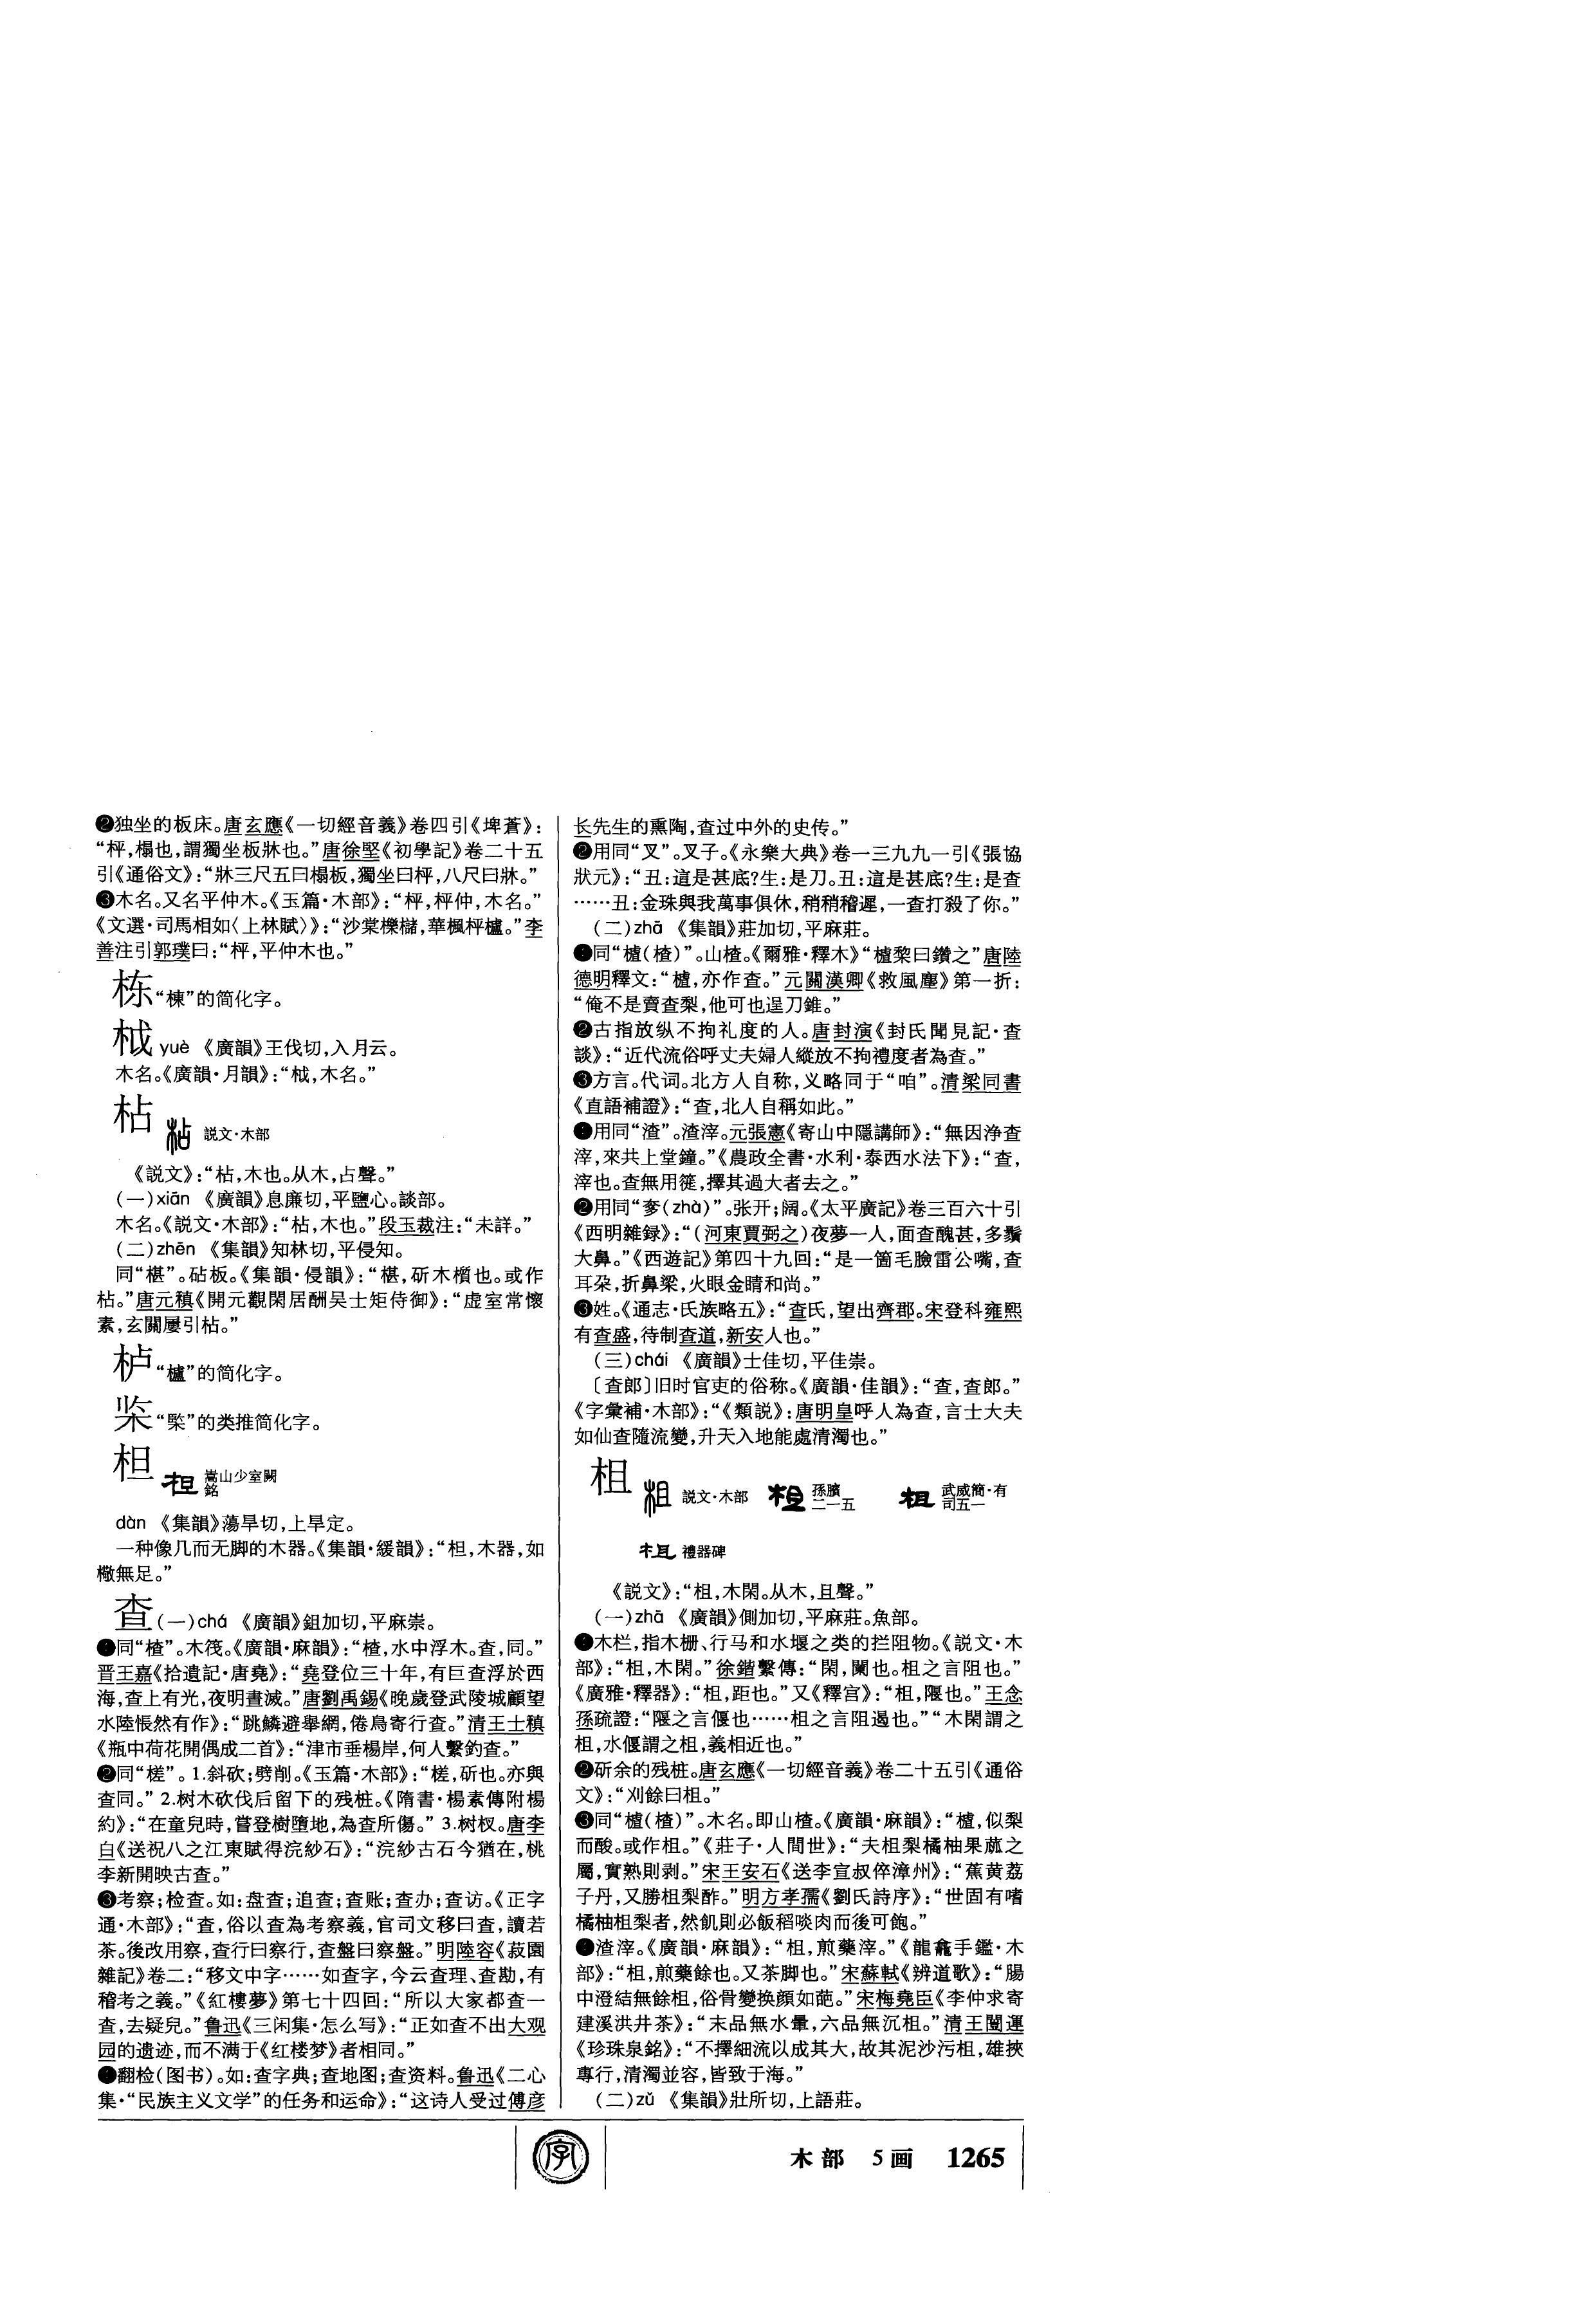 ❷独坐的板床。唐玄應《一切經音義》卷四引《埤蒼》：
“枰，榻也，謂獨坐板牀也。”唐徐堅《初學記》卷二十五
引《通俗文》：“牀三尺五曰榻板，獨坐曰枰，八尺曰牀。”
❸木名。又名平仲木。《玉篇·木部》：“枰，枰仲，木名。”
《文選·司馬相如〈上林賦〉》：“沙棠櫟櫧，華楓枰櫨。”李
善注引郭璞曰：“枰，平仲木也。”
栋“棟”的简化字。
柭 yuè 《廣韻》王伐切，入月云。
木名。《廣韻·月韻》：“㭾，木名。”
枮 説文·木部
《説文》：“枮，木也。从木，占聲。”
（一）xiān 《廣韻》息廉切，平鹽心。談部。
木名。《説文·木部》：“枮，木也。”段玉裁注：“未詳。”
（二）zhēn 《集韻》知林切，平侵知。
同“椹”。砧板。《集韻·侵韻》：“椹，斫木櫍也。或作
枮。”唐元稹《開元觀閑居酬吴士矩侍御》：“虚室常懷
素，玄關屢引枮。”
栌“櫨”的简化字。
“椞”的类推简化字。
柦 嵩山少室闕
銘
dàn 《集韻》蕩旱切，上旱定。
一种像几而无脚的木器。《集韻·緩韻》：“柦，木器，如
橄無足。”
查（一）chá 《廣韻》鉏加切，平麻崇。
❶同“楂”。木筏。《廣韻·麻韻》：“楂，水中浮木。查，同。”
晋王嘉《拾遺記·唐堯》：“堯登位三十年，有巨查浮於西
海，查上有光，夜明晝滅。”唐劉禹錫《晚歲登武陵城顧望
水陸悵然有作》：“跳鱗避舉網，倦鳥寄行查。”清王士稹
《瓶中荷花開偶成二首》：“津市垂楊岸，何人繫釣查。”
❷同“槎”。1.斜砍；劈削。《玉篇·木部》：“槎，斫也。亦與
查同。”2.树木砍伐后留下的残桩。《隋書·楊素傳附楊
約》：“在童兒時，嘗登樹墮地，為查所傷。”3.树杈。唐李
白《送祝八之江東賦得浣紗石》：“浣紗古石今猶在，桃
李新開映古查。”
❸考察；检查。如：盘查；追查；查账；查办；查访。《正字
通·木部》：“查，俗以查為考察義，官司文移曰查，讀若
茶。後改用察，查行曰察行，查盤曰察盤。”明陸容《菽園
雜記》卷二：“移文中字……如查字，今云查理、查勘，有
稽考之義。”《紅樓夢》第七十四回：“所以大家都查一
查，去疑兒。”鲁迅《三闲集·怎么写》：“正如查不出大观
园的遗迹，而不满于《红楼梦》者相同。”
❹翻检（图书）。如：查字典；查地图；查资料。鲁迅《二心
集·“民族主义文学”的任务和运命》：“这诗人受过傅彦
长先生的熏陶，查过中外的史传。”
❷用同“叉”。叉子。《永樂大典》卷一三九九一引《張協
狀元》：“丑：這是甚底？生：是刀。丑：這是甚底？生：是查
……丑：金珠與我萬事俱休，稍稍稽遲，一查打殺了你。”
（二）zhā 《集韻》莊加切，平麻莊。
❶同“樝（楂）”。山楂。《爾雅·釋木》“樝黎曰鑽之”唐陸
德明釋文：“樝，亦作查。”元關漢卿《救風塵》第一折：
“俺不是賣查梨，他可也逞刀錐。”
❷古指放纵不拘礼度的人。唐封演《封氏聞見記·查
談》：“近代流俗呼丈夫婦人縱放不拘禮度者為查。”
❸方言。代词。北方人自称，义略同于“咱”。清梁同書
《直語補證》：“查，北人自稱如此。”
❶用同“渣”。渣滓。元張憲《寄山中隱講師》：“無因净查
滓，來共上堂鐘。”《農政全書·水利·泰西水法下》：“查，
滓也。查無用簁，擇其過大者去之。”
❷用同“奓（zhà）”。张开；阔。《太平廣記》卷三百六十引
《西明雜録》：“（河東賈弼之）夜夢一人，面查醜甚，多鬚
大鼻。”《西遊記》第四十九回：“是一箇毛臉雷公嘴，查
耳朵，折鼻梁，火眼金睛和尚。”
❸姓。《通志·氏族略五》：“查氏，望出齊郡。宋登科雍熙
有查盛，待制查道，新安人也。”
（三）chái 《廣韻》士佳切，平佳崇。
〔查郎〕旧时官吏的俗称。《廣韻·佳韻》：“查，查郎。”
《字彙補·木部》：“《類説》：唐明皇呼人為查，言士大夫
如仙查隨流變，升天入地能處清濁也。”
柤 説文·木部 孫臏
二一五 武威簡·有
司五一
禮器碑
《説文》：“柤，木閑。从木，且聲。”
（一）zhā 《廣韻》側加切，平麻莊。魚部。
❶木栏，指木栅、行马和水堰之类的拦阻物。《説文·木
部》：“柤，木閑。”徐鍇繫傳：“閑，闌也。柤之言阻也。”
《廣雅·釋器》：“柤，距也。”又《釋宫》：“柤，隁也。”王念
孫疏證：“隁之言偃也……柤之言阻遏也。”“木閑謂之
柤，水偃謂之柤，義相近也。”
❷斫余的残桩。唐玄應《一切經音義》卷二十五引《通俗
文》：“刈餘曰柤。”
❸同“樝（楂）”。木名。即山楂。《廣韻·麻韻》：“樝，似梨
而酸。或作柤。”《莊子·人間世》：“夫柤梨橘柚果蓏之
屬，實熟則剥。”宋王安石《送李宣叔倅漳州》：“蕉黄荔
子丹，又勝柤梨酢。”明方孝孺《劉氏詩序》：“世固有嗜
橘柚柤梨者，然飢則必飯稻啖肉而後可飽。”
❶渣滓。《廣韻·麻韻》：“柤，煎藥滓。”《龍龕手鑑·木
部》：“柤，煎藥餘也。又茶脚也。”宋蘇軾《辨道歌》：“腸
中澄結無餘柤，俗骨變换顔如葩。”宋梅堯臣《李仲求寄
建溪洪井茶》：“末品無水暈，六品無沉柤。”清王闓運
《珍珠泉銘》：“不擇細流以成其大，故其泥沙污柤，雄挾
專行，清濁並容，皆致于海。”
（二）zǔ 《集韻》壯所切，上語莊。
字
木部 5画 1265